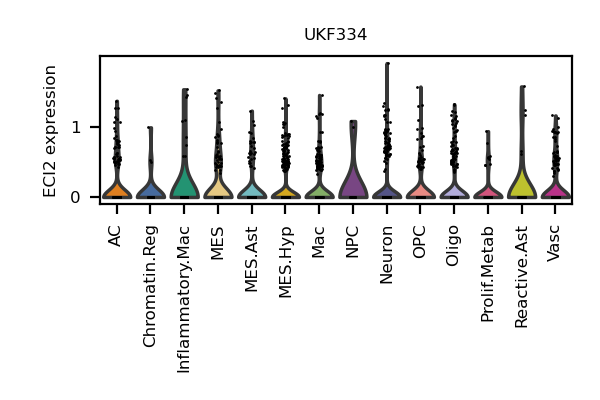 UKF334
ECI2 expression
1
0
AC
Chromatin.Reg
Inflammatory.Mac
MES
MES.Ast
MES.Hyp
Mac
NPC
Neuron
OPC
Oligo
Prolif.Metab
Reactive.Ast
Vasc